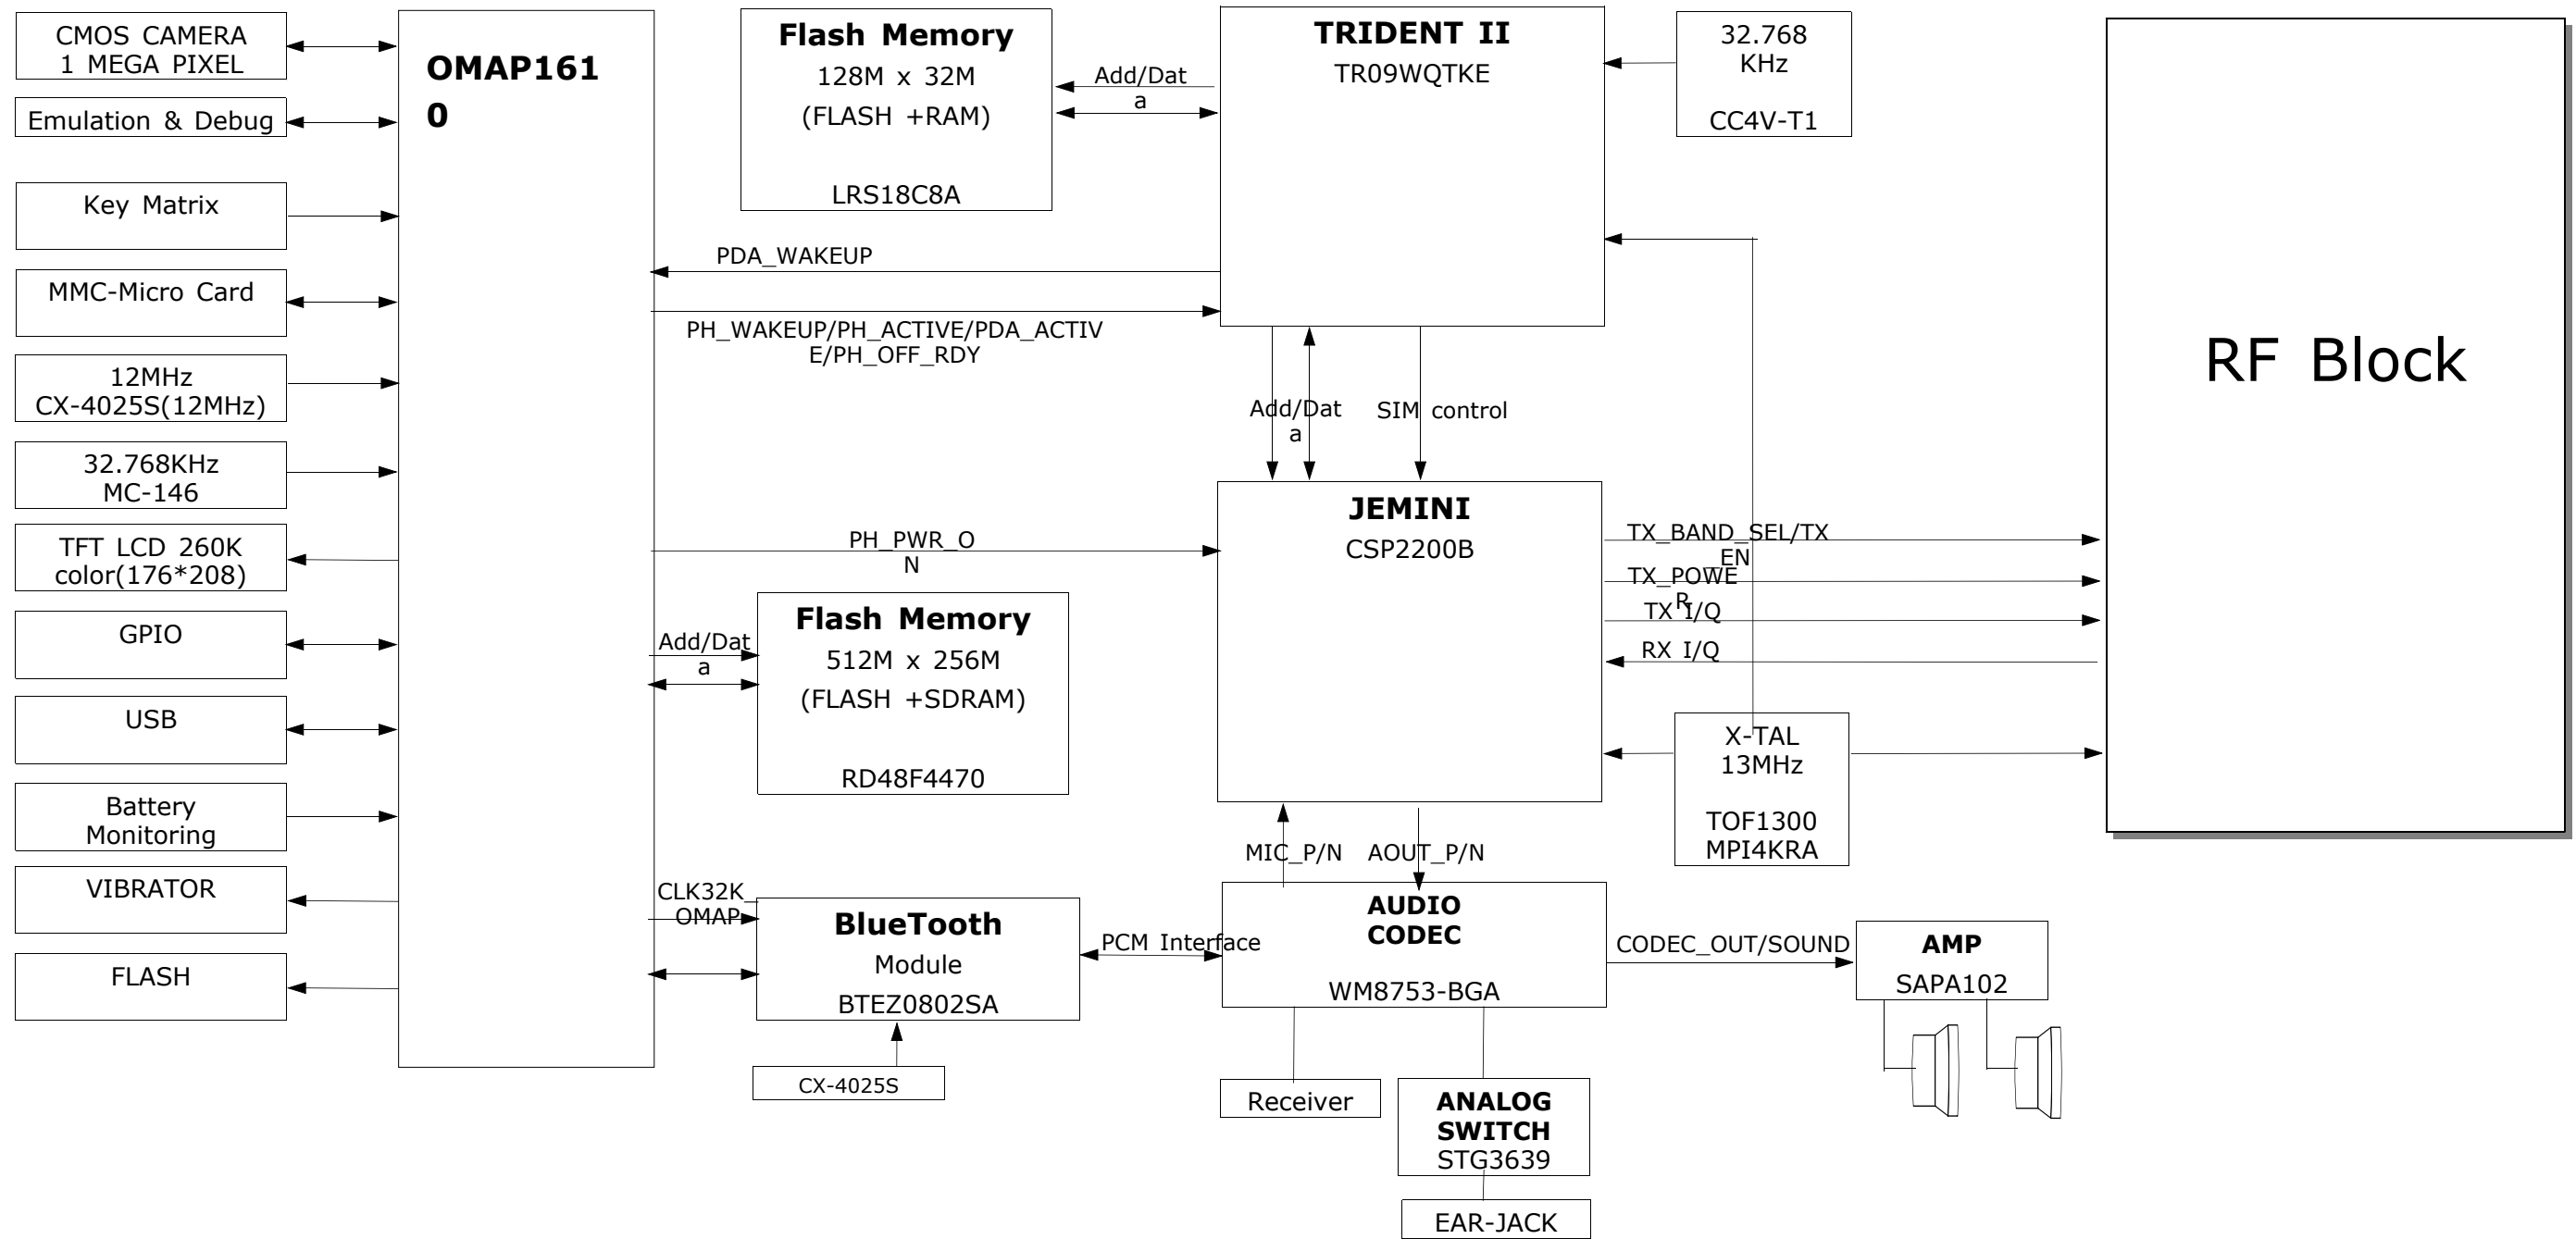 CMOS CAMERA
1 MEGA PIXEL
Emulation & Debug
Key Matrix
MMC-Micro Card
12MHz
CX-4025S(12MHz)
32.768KHz
MC-146
TFT LCD 260K
color(176*208)
GPIO
USB
Battery
Monitoring
VIBRATOR
FLASH
OMAP161
0
Flash Memory
128M x 32M
(FLASH +RAM)
LRS18C8A
Add/Dat
a
TRIDENT II
TR09WQTKE
32.768
KHz
CC4V-T1
RF Block
PDA_WAKEUP
PH_WAKEUP/PH_ACTIVE/PDA_ACTIV
E/PH_OFF_RDY
Add/Dat
a
SIM control
PH_PWR_O
N
JEMINI
CSP2200B
TX_BAND_SEL/TX
_EN
TX_POWE
R
TX I/Q
RX I/Q
Add/Dat
a
Flash Memory
512M x 256M
(FLASH +SDRAM)
RD48F4470
X-TAL
13MHz
TOF1300
MPI4KRA
MIC_P/N
AOUT_P/N
CLK32K_
OMAP
BlueTooth
Module
BTEZ0802SA
PCM Interface
AUDIO
CODEC
WM8753-BGA
CODEC_OUT/SOUND
AMP
SAPA102
CX-4025S
Receiver
ANALOG
SWITCH
STG3639
EAR-JACK